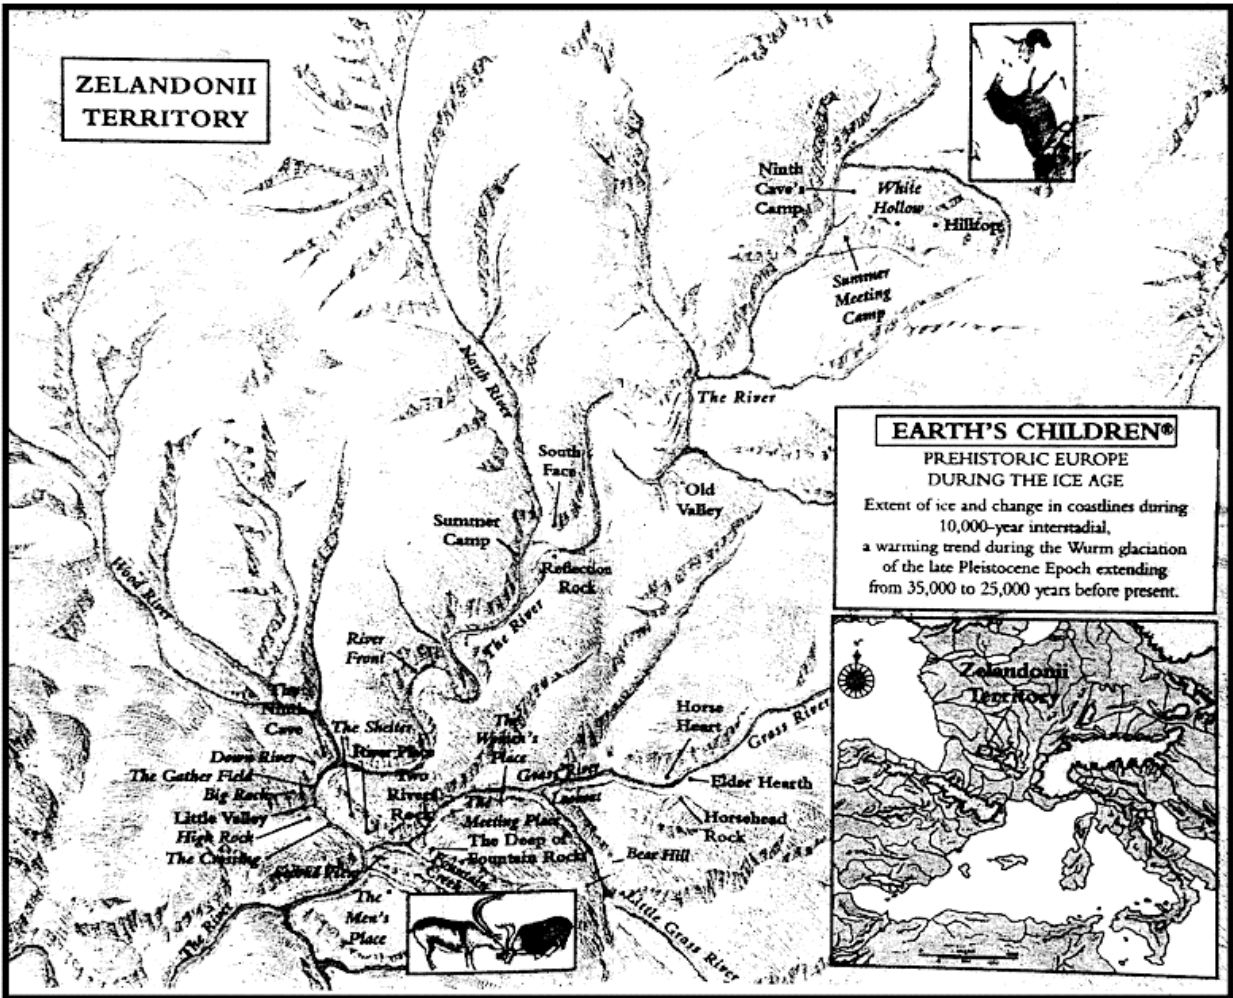 ZELANDONII
TERRITORY
Ninth
Cave's
Camp
White
Hollow
Hilltop
Summer
Meeting
Camp
North River
The River
South
Face
Old
Valley
Summer
Camp
Reflection
Rock
The River
Wood River
River
Front
The
Ninth
Cave
The Shelter
River Place
The
Women's
Place
Horse
Heart
Grass River
Down River
The Gather Field
Big Rock
Little Valley
High Rock
The Crossing
Two
Rivers
Rock
Grass River
Elder Hearth
The
Meeting Place
The Deep of
Fountain Rocks
Horsehead
Rock
Bear Hill
The River
The
Men's
Place
Little Grass River
EARTH'S CHILDREN®
PREHISTORIC EUROPE
DURING THE ICE AGE
Extent of ice and change in coastlines during
10,000-year interstadial,
a warming trend during the Wurm glaciation
of the late Pleistocene Epoch extending
from 35,000 to 25,000 years before present.
Zelandonii
Territory